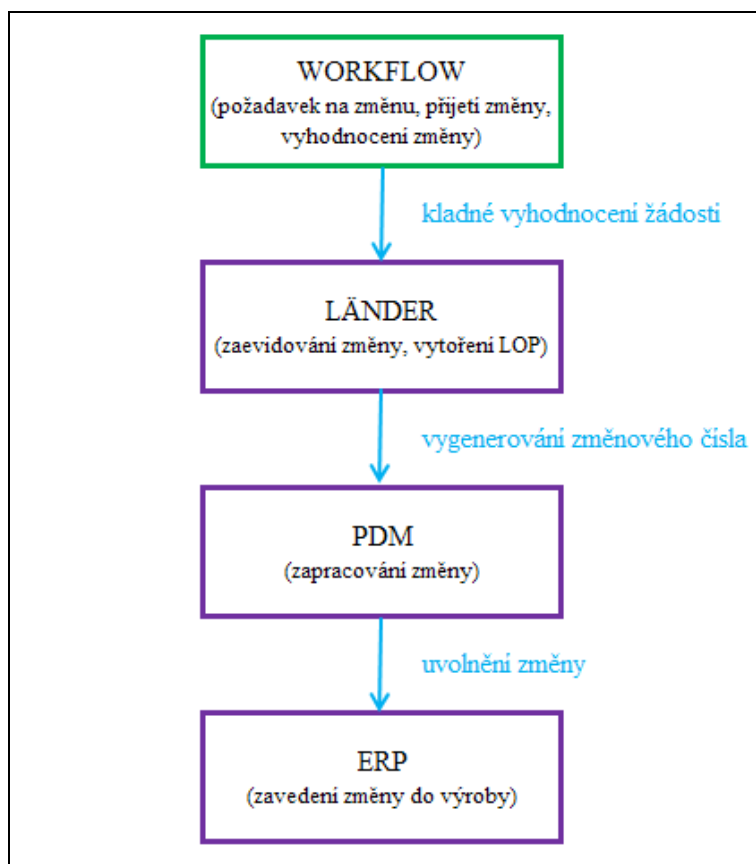 WORKFLOW
(požadavek na změnu, přijetí změny,
vyhodnocení změny)
kladné vyhodnocení žádosti
LÄNDER
(zaevidování změny, vytoření LOP)
vygenerování změnového čísla
PDM
(zapracování změny)
uvolnění změny
ERP
(zavedení změny do výroby)